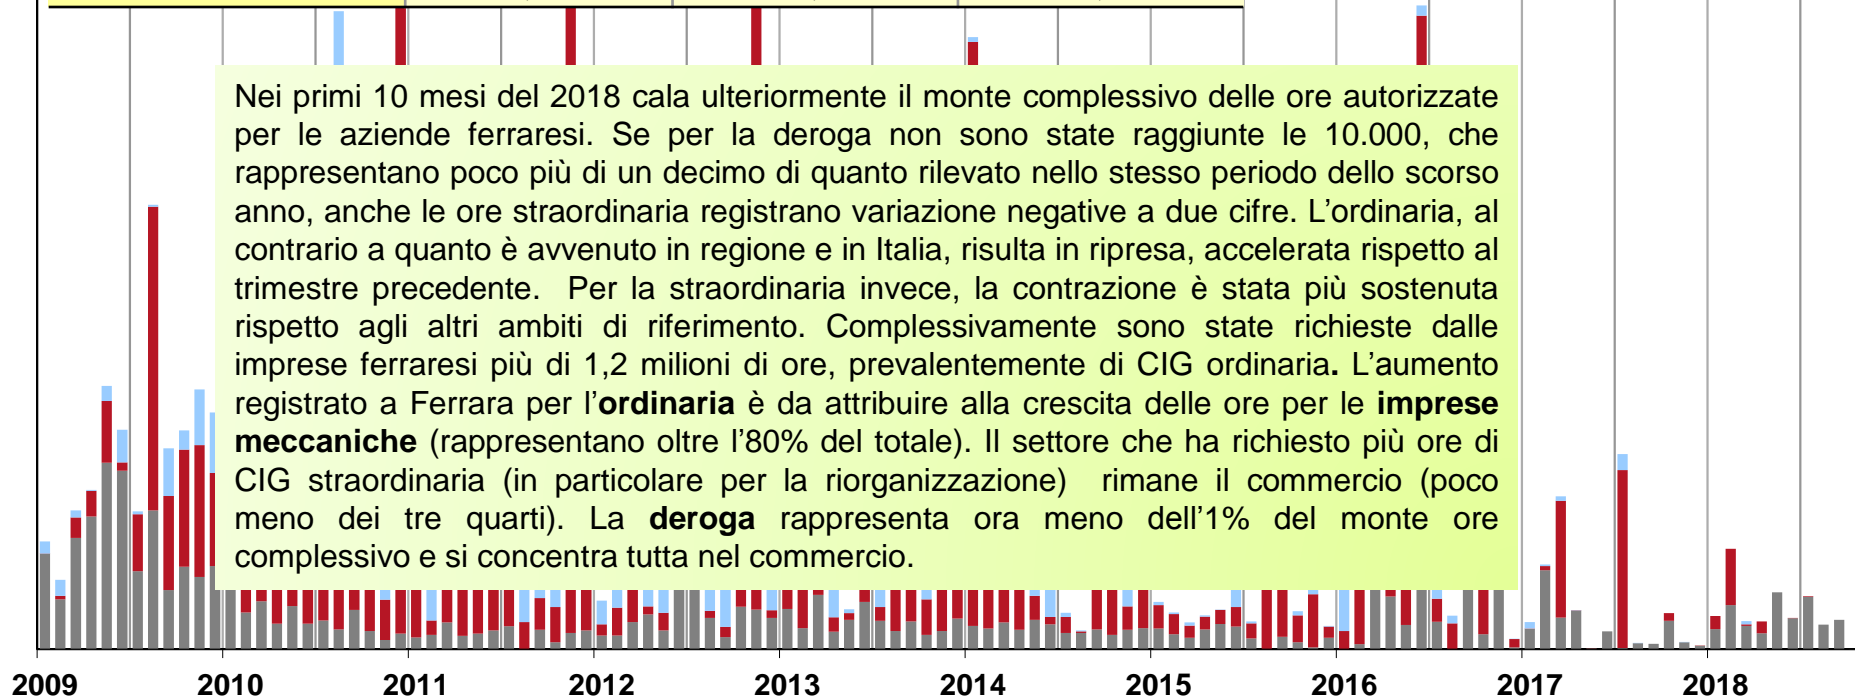 Nei primi 10 mesi del 2018 cala ulteriormente il monte complessivo delle ore autorizzate
per le aziende ferraresi. Se per la deroga non sono state raggiunte le 10.000, che
rappresentano poco più di un decimo di quanto rilevato nello stesso periodo dello scorso
anno, anche le ore straordinaria registrano variazione negative a due cifre. L’ordinaria, al
contrario a quanto è avvenuto in regione e in Italia, risulta in ripresa, accelerata rispetto al
trimestre precedente. Per la straordinaria invece, la contrazione è stata più sostenuta
rispetto agli altri ambiti di riferimento. Complessivamente sono state richieste dalle
imprese ferraresi più di 1,2 milioni di ore, prevalentemente di CIG ordinaria. L’aumento
registrato a Ferrara per l’ordinaria è da attribuire alla crescita delle ore per le imprese
meccaniche (rappresentano oltre l’80% del totale). Il settore che ha richiesto più ore di
CIG straordinaria (in particolare per la riorganizzazione) rimane il commercio (poco
meno dei tre quarti). La deroga rappresenta ora meno dell’1% del monte ore
complessivo e si concentra tutta nel commercio.
2009 2010 2011 2012 2013 2014 2015 2016 2017 2018